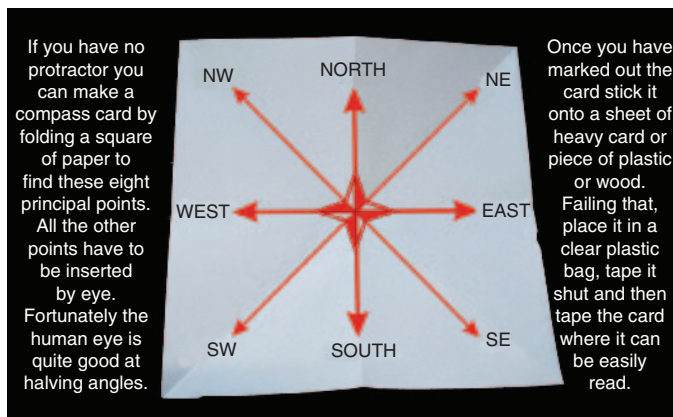 If you have no
protractor you
can make a
compass card by
folding a square
of paper to
find these eight
principal points.
All the other
points have to
be inserted
by eye.
Fortunately the
human eye is
quite good at
halving angles.
NW
NORTH
NE
WEST
EAST
SW
SOUTH
SE
Once you have
marked out the
card stick it
onto a sheet of
heavy card or
piece of plastic
or wood.
Failing that,
place it in a
clear plastic
bag, tape it
shut and then
tape the card
where it can
be easily
read.